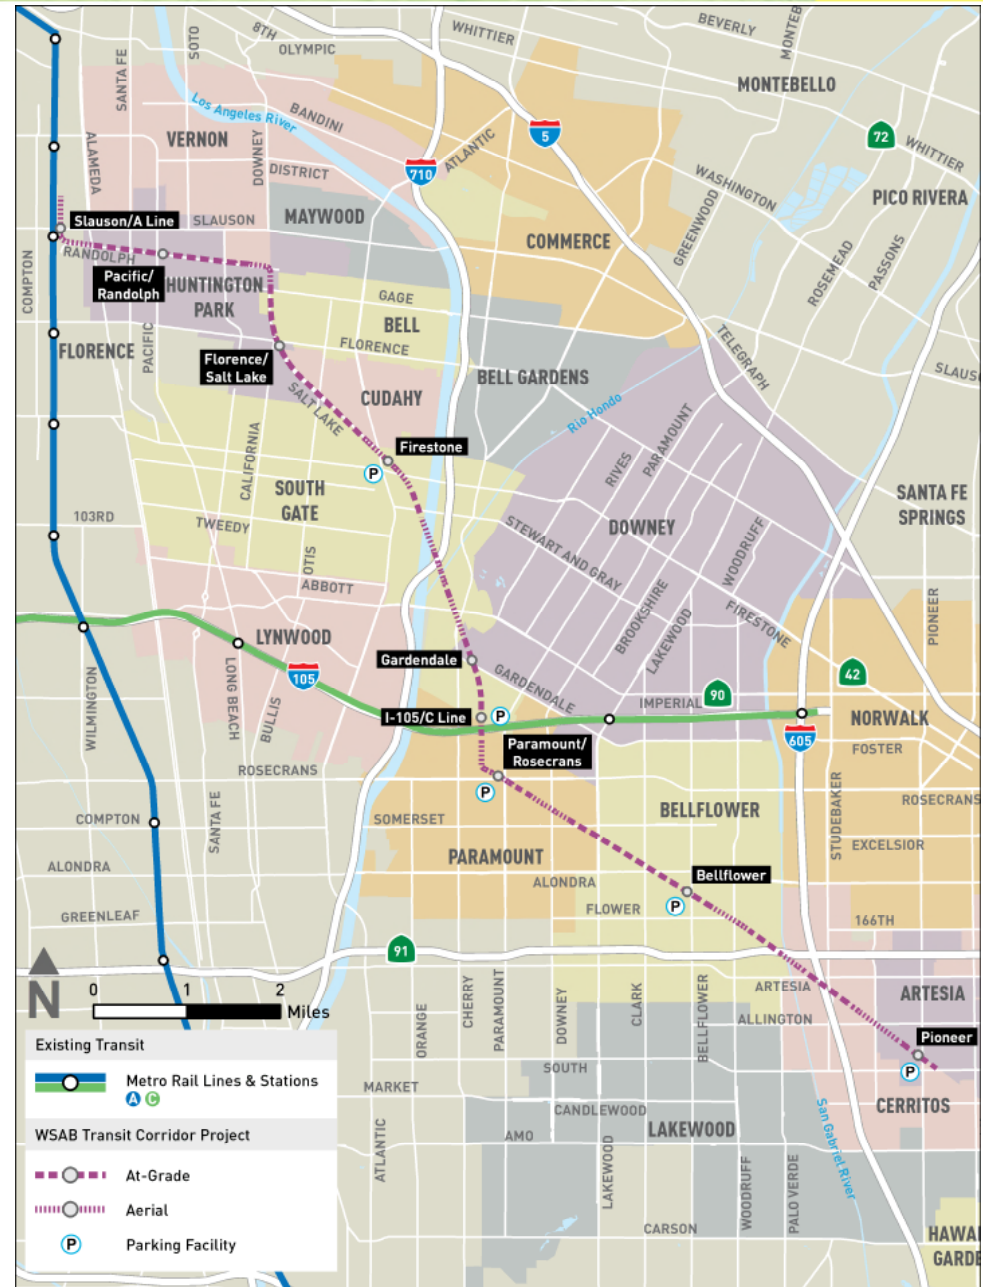 BEVERLY
WHITTIER
8TH
OLYMPIC
SOTO
SANTA FE
MONTEB
MONTEBELLO
Los Angeles River
BANDINI
VERNON
ALAMEDA
DOWNEY
DISTRICT
710
ATLANTIC
5
72
WHITTIER
WASHINGTON
PICO RIVERA
MAYWOOD
SLAUSON
Slauson/A Line
RANDOLPH
COMMERCE
GREENWOOD
ROSEMEAD
PASSONS
COMPTON
Pacific/
Randolph
HUNTINGTON
PARK
GAGE
BELL
FLORENCE
FLORENCE
PACIFIC
Florence/
Salt Lake
SALT LAKE
CUDAHY
BELL GARDENS
TELEGRAPH
SLAUS
Rio Hondo
CALIFORNIA
Firestone
P
RIVES
PARAMOUNT
SOUTH
GATE
SANTA FE
SPRINGS
103RD
TWEEDY
OTIS
ABBOTT
STEWART AND GRAY
DOWNEY
WOODRUFF
BROOKSHIRE
LAKEWOOD
FIRESTONE
PIONEER
LYNWOOD
105
Gardendale
GARDENDALE
LONG BEACH
BULLIS
WILMINGTON
I-105/C Line
P
IMPERIAL
90
42
NORWALK
605
FOSTER
Paramount/
Rosecrans
P
ROSECRANS
ROSECRANS
SANTA FE
COMPTON
SOMERSET
BELLFLOWER
STUDEBAKER
EXCELSIOR
PARAMOUNT
ALONDRA
ALONDRA
Bellflower
P
FLOWER
GREENLEAF
166TH
91
N
0
1
2
Miles
ORANGE
CHERRY
PARAMOUNT
DOWNEY
CLARK
BELLFLOWER
ARTESIA
ALLINGTON
ARTESIA
Pioneer
P
SOUTH
MARKET
CANDLEWOOD
AMO
LAKEWOOD
CERRITOS
San Gabriel River
ATLANTIC
LAKEWOOD
WOODRUFF
PALO VERDE
CARSON
HAWAI
GARDE
Existing Transit
Metro Rail Lines & Stations
A C
WSAB Transit Corridor Project
At-Grade
Aerial
P Parking Facility